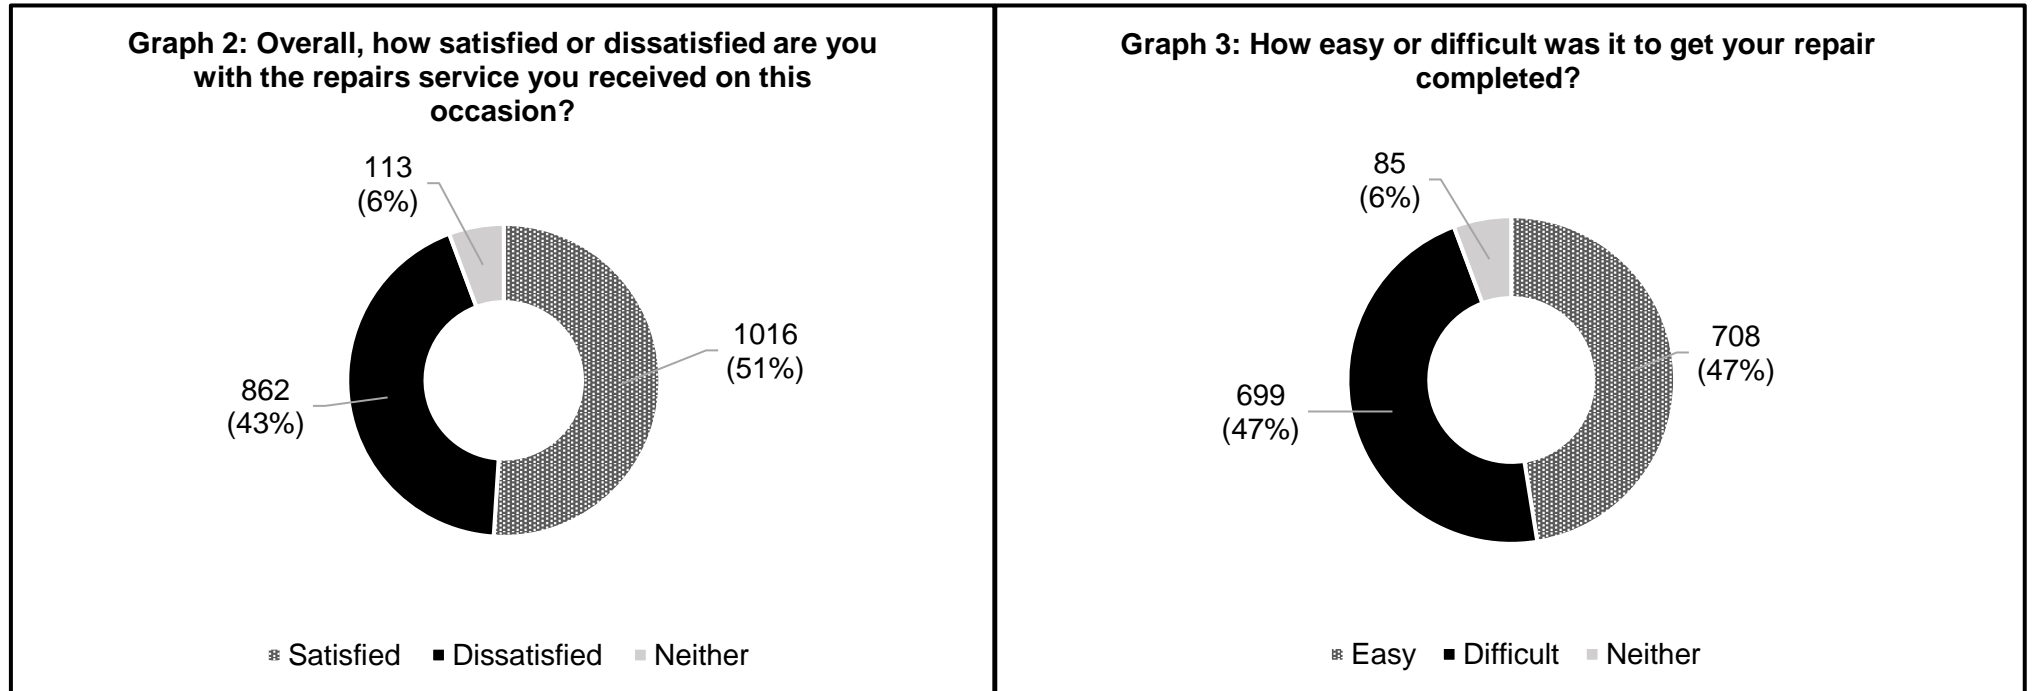 Graph 2: Overall, how satisfied or dissatisfied are you
with the repairs service you received on this
occasion?
113
(6%)
1016
(51%)
862
(43%)
Satisfied Dissatisfied Neither
Graph 3: How easy or difficult was it to get your repair
completed?
85
(6%)
708
(47%)
699
(47%)
Easy Difficult Neither